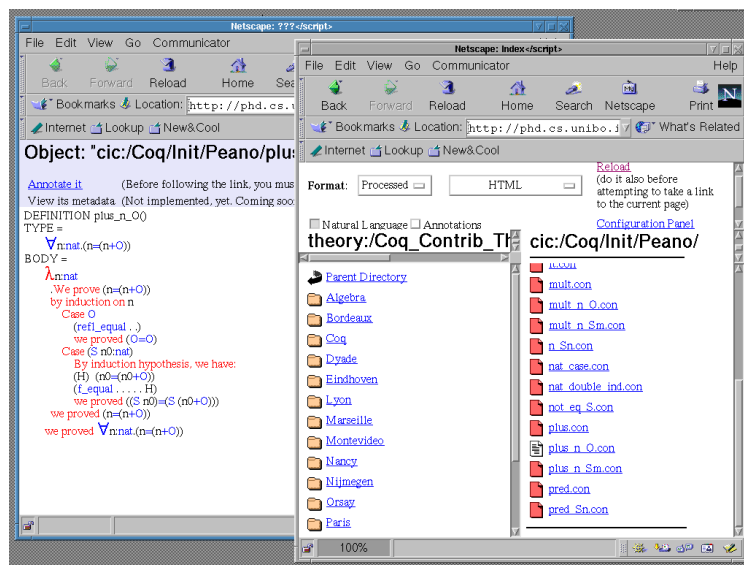 Netscape: ???</script>
File Edit View Go Communicator
Back Forward Reload Home
Bookmarks Location: http://phd.cs.u
Internet Lookup New&Cool
Object: "cic:/Coq/Init/Peano/plu
Annotate it (Before following the link, you mus
View its metadata (Not implemented, yet. Coming soo
DEFINITION plus_n_O()
TYPE =
∀n:nat.(n=(n+O))
BODY =
λn:nat
.We prove (n=(n+O))
by induction on n
Case O
(refl_equal . .)
we proved (O=O)
Case (S n0:nat)
By induction hypothesis, we have:
(H) (n0=(n0+O))
(f_equal . . . . . H)
we proved ((S n0)=(S (n0+O)))
we proved (n=(n+O))
we proved ∀n:nat.(n=(n+O))
Netscape: Index</script>
File Edit View Go Communicator Help
Back Forward Reload Home Search Netscape Print
N
Bookmarks Location: http://phd.cs.unibo.i What's Related
Internet Lookup New&Cool
Format: Processed HTML
Reload
(do it also before
attempting to take a link
to the current page)
Natural Language Annotations
Configuration Panel
theory:/Coq_Contrib_Th
Parent Directory
Algebra
Bordeaux
Coq
Dyade
Eindhoven
Lyon
Marseille
Montevideo
Nancy
Nijmegen
Orsay
Paris
cic:/Coq/Init/Peano/
mult.con
mult_n_O.con
mult_n_Sm.con
n_Sn.con
nat_case.con
nat_double_ind.con
not_eq_S.con
plus.con
plus_n_O.con
plus_n_Sm.con
pred.con
pred_Sn.con
100%